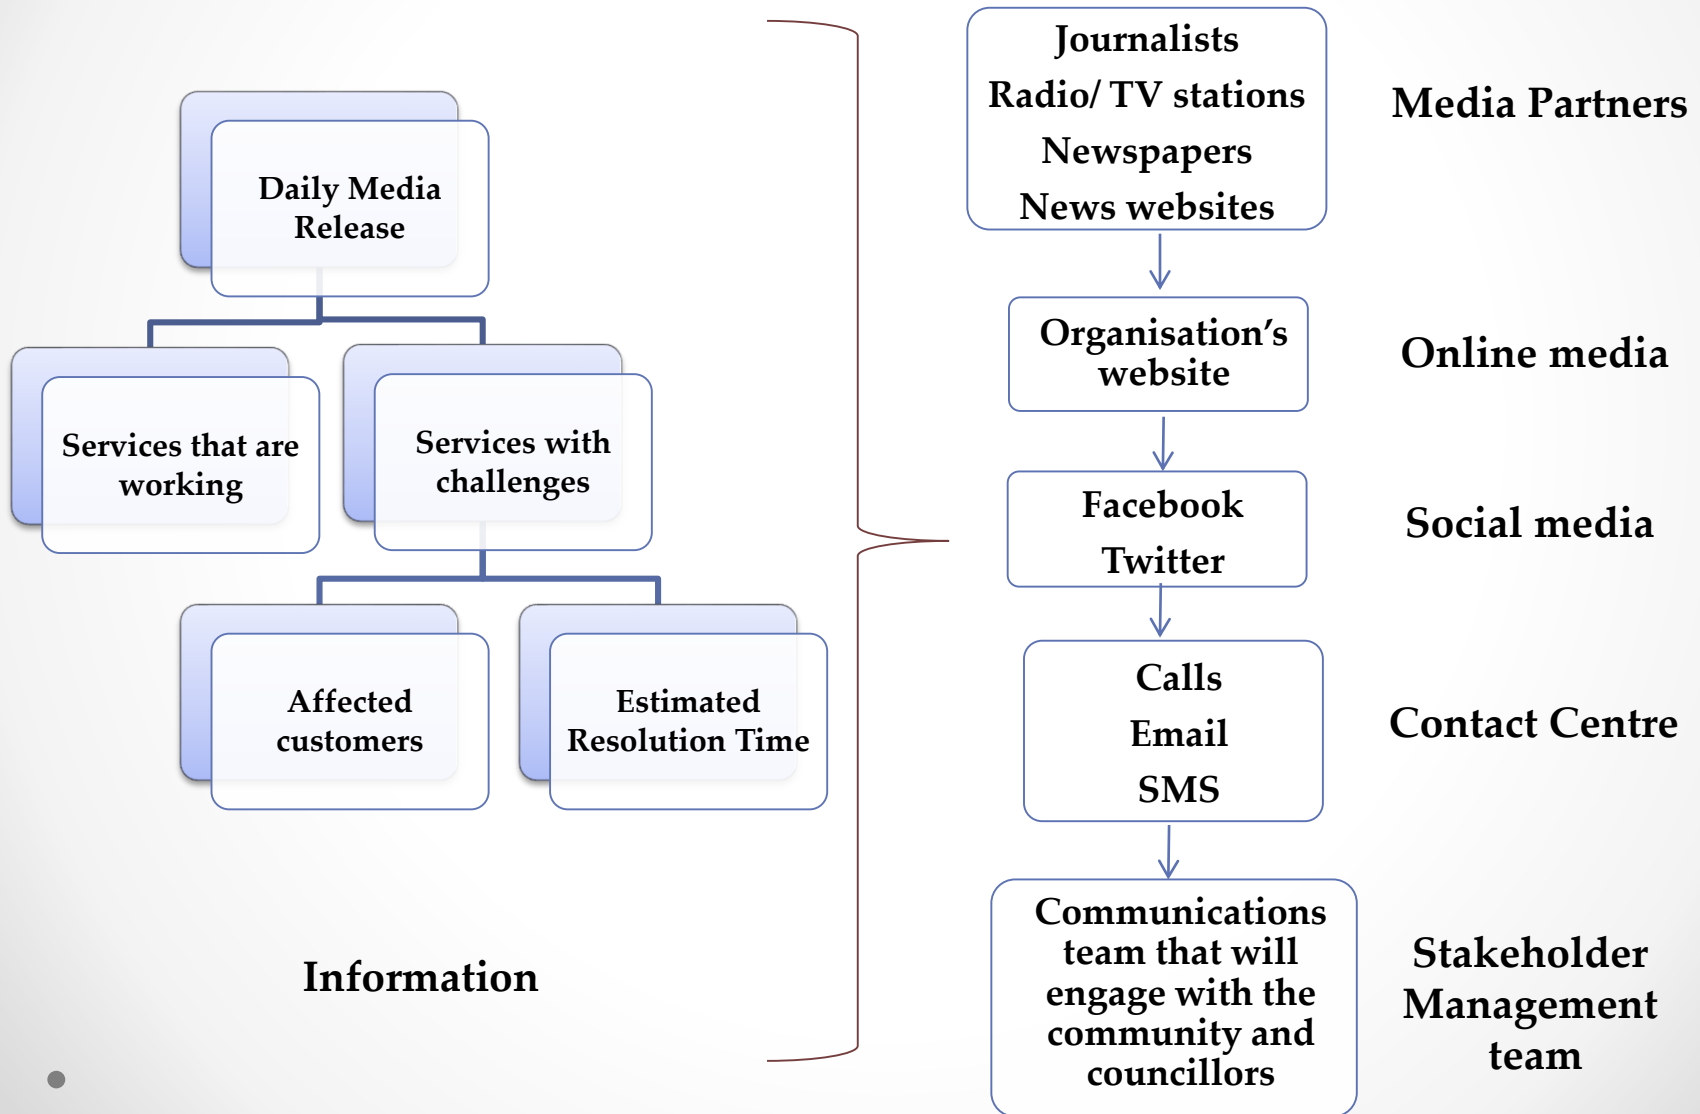 Daily Media
Release
Services that are
working
Services with
challenges
Affected
customers
Estimated
Resolution Time
Information
Journalists
Radio/ TV stations
Newspapers
News websites
Media Partners
Organisation’s
website
Online media
Facebook
Twitter
Social media
Calls
Email
SMS
Contact Centre
Communications
team that will
engage with the
community and
councillors
Stakeholder
Management
team